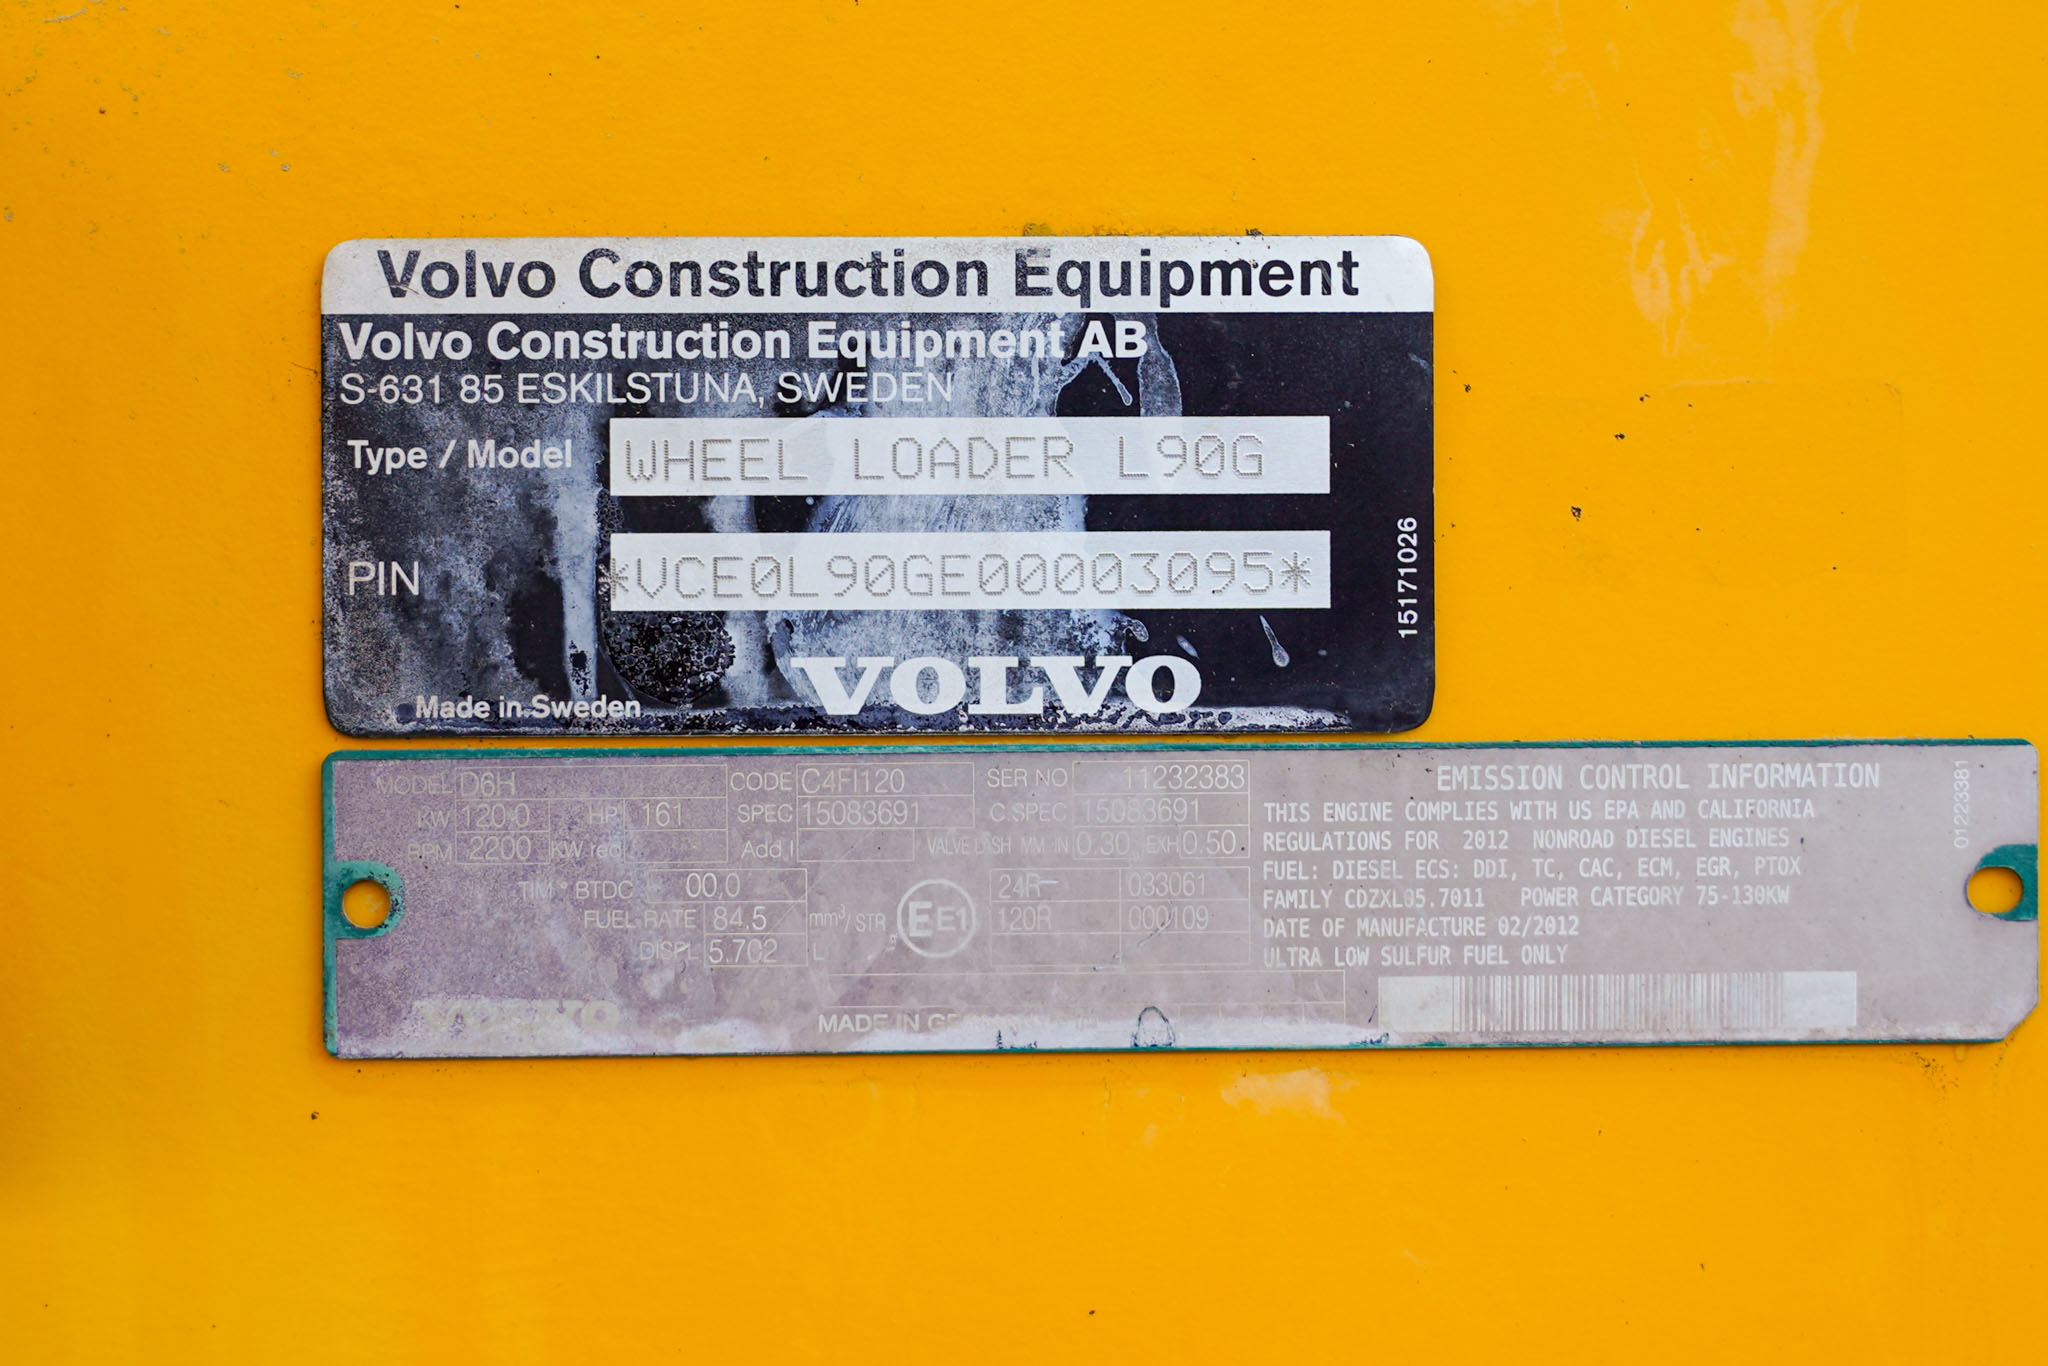 Volvo Construction Equipment
Volvo Construction Equipment AB
S-631 85 ESKILSTUNA, SWEDEN
Type / Model WHEEL LOADER L90G
PIN *VCE0L90GE00003095*
15171026
Made in Sweden VOLVO
MODEL D6H CODE C4FI120 SER NO 11232383
KW 120.0 HP 161 SPEC 15083691 C.SPEC 15083691
RPM 2200 KW red Add.I VALVE LASH MM IN 0.30 EXH 0.50
TIM° BTDC 00,0 24R 033061
FUEL RATE 84.5 mm³/STR E E1 120R 000109
DISPL 5.702 L
VOLVO MADE IN GERMANY
EMISSION CONTROL INFORMATION
THIS ENGINE COMPLIES WITH US EPA AND CALIFORNIA
REGULATIONS FOR 2012 NONROAD DIESEL ENGINES
FUEL: DIESEL ECS: DDI, TC, CAC, ECM, EGR, PTOX
FAMILY CDZXL05.7011 POWER CATEGORY 75-130KW
DATE OF MANUFACTURE 02/2012
ULTRA LOW SULFUR FUEL ONLY
01223381